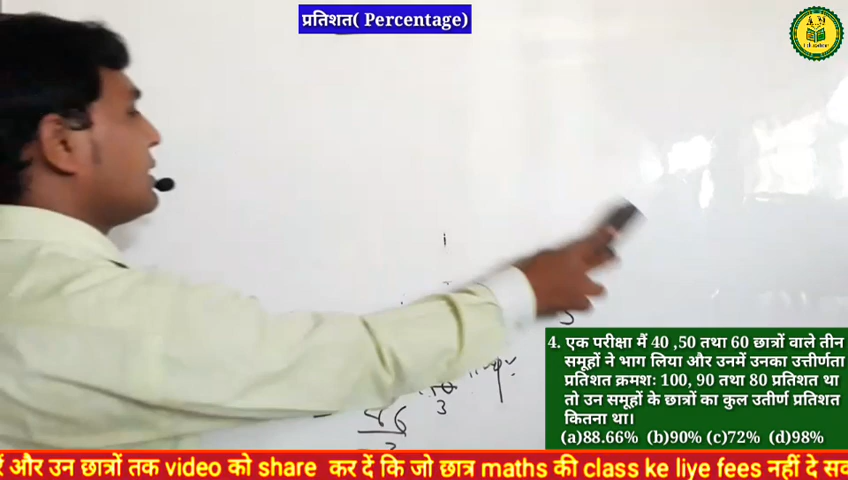 प्रतिशत( Percentage)
4. एक परीक्षा मैं 40 ,50 तथा 60 छात्रों वाले तीन
समूहों ने भाग लिया और उनमें उनका उत्तीर्णता
प्रतिशत क्रमशः 100, 90 तथा 80 प्रतिशत था
तो उन समूहों के छात्रों का कुल उतीर्ण प्रतिशत
कितना था।
(a)88.66% (b)90% (c)72% (d)98%
और उन छात्रों तक video को share कर दें कि जो छात्र maths की class ke liye fees नहीं दे